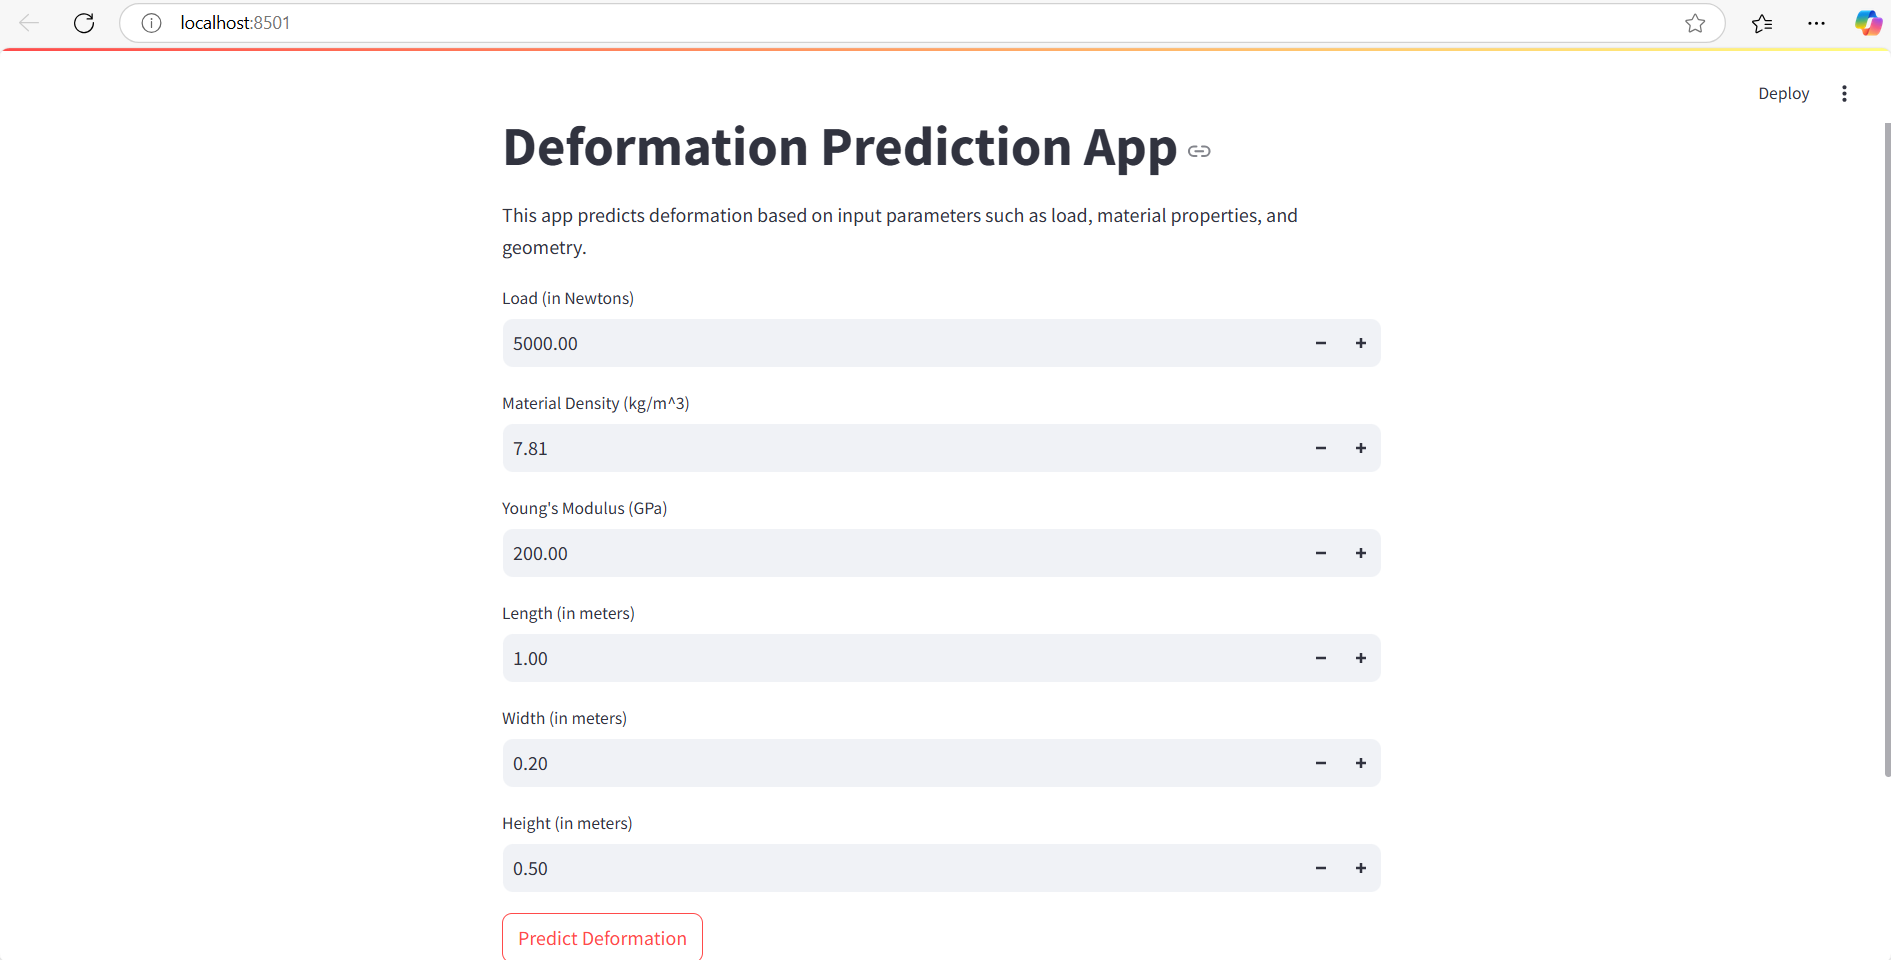 localhost:8501
Deploy
Deformation Prediction App
This app predicts deformation based on input parameters such as load, material properties, and
geometry.
Load (in Newtons)
5000.00
Material Density (kg/m^3)
7.81
Young's Modulus (GPa)
200.00
Length (in meters)
1.00
Width (in meters)
0.20
Height (in meters)
0.50
Predict Deformation